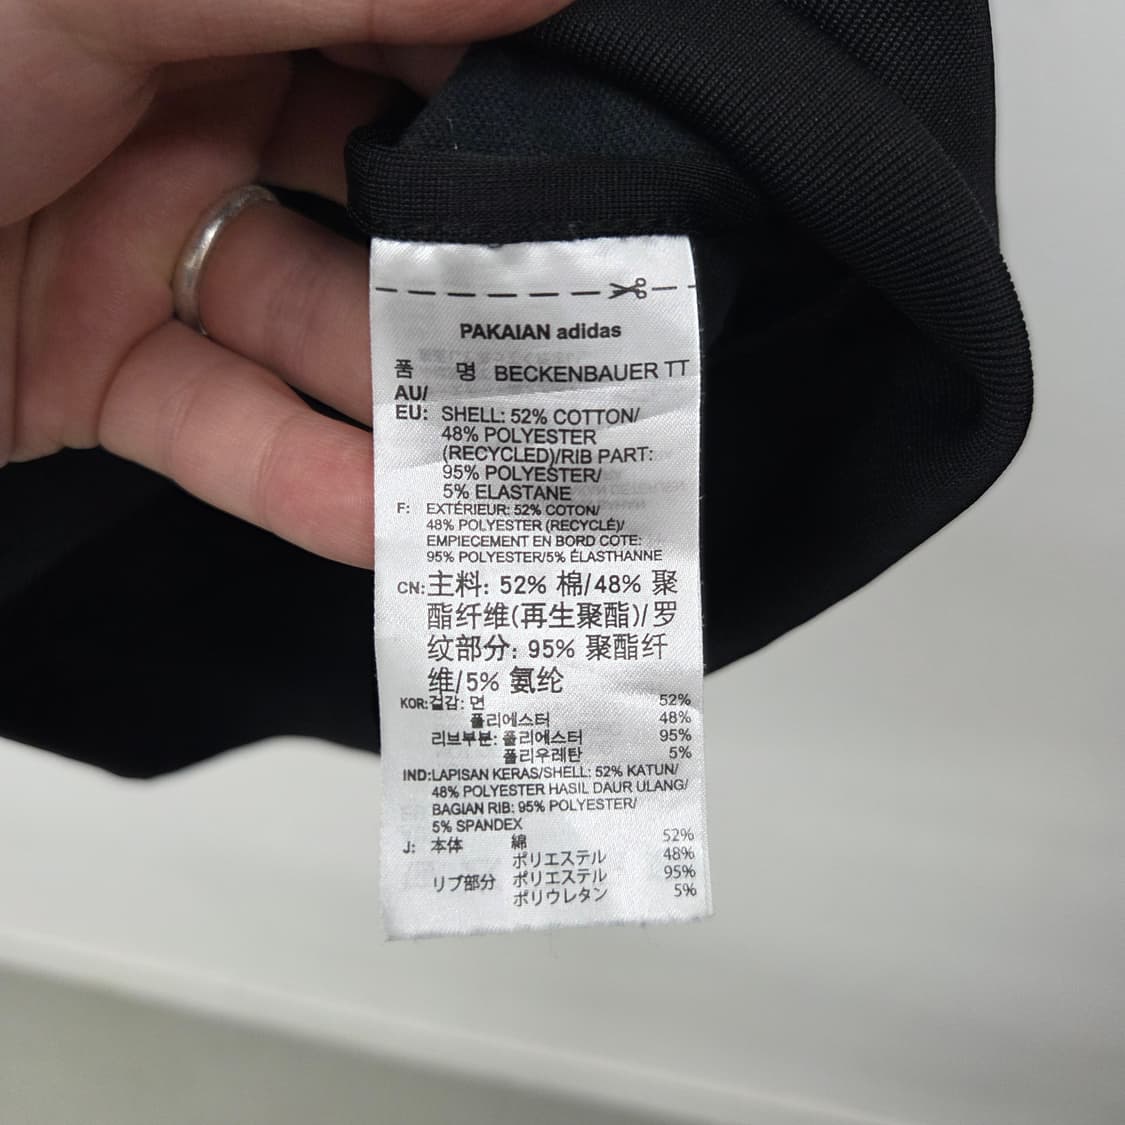 PAKAIAN adidas
품 명 BECKENBAUER TT
AU/
EU: SHELL: 52% COTTON/
48% POLYESTER
(RECYCLED)/RIB PART:
95% POLYESTER/
5% ELASTANE
F: EXTÉRIEUR: 52% COTON/
48% POLYESTER (RECYCLÉ)/
EMPIECEMENT EN BORD COTE:
95% POLYESTER/5% ÉLASTHANNE
CN: 主料: 52% 棉/48% 聚
酯纤维(再生聚酯)/罗
纹部分: 95% 聚酯纤
维/5% 氨纶
KOR: 겉감: 면 52%
폴리에스터 48%
리브부분: 폴리에스터 95%
폴리우레탄 5%
IND: LAPISAN KERAS/SHELL: 52% KATUN/
48% POLYESTER HASIL DAUR ULANG/
BAGIAN RIB: 95% POLYESTER/
5% SPANDEX
J: 本体 綿 52%
ポリエステル 48%
リブ部分 ポリエステル 95%
ポリウレタン 5%